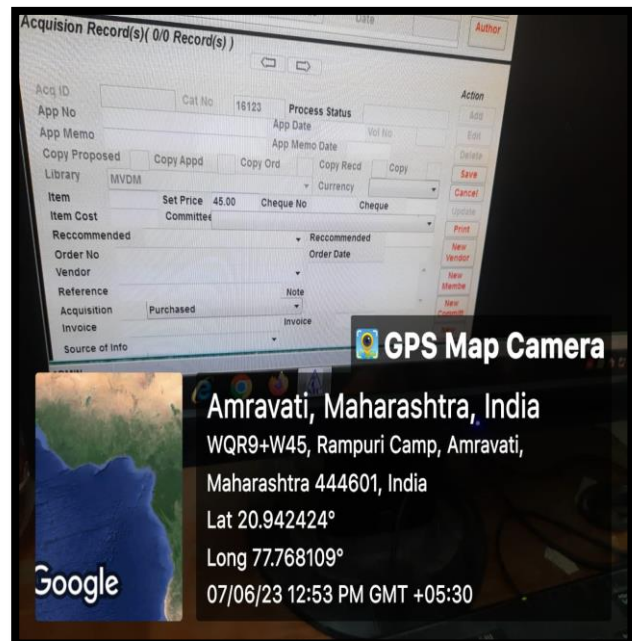 Date
Author
Acquision Record(s)( 0/0 Record(s) )
Action
Acq ID Cat No 16123 Process Status Add
App No App Date Vol No Edit
App Memo App Memo Date Delete
Copy Proposed Copy Appd Copy Ord Copy Recd Copy Save
Library MVDM Currency Cancel
Item Set Price 45.00 Cheque No Cheque Update
Item Cost Committee Print
Reccommended Reccommended New
Order No Order Date Vendor
Vendor New
Reference Note Membe
Acquisition Purchased New
Invoice Invoice
Source of Info
GPS Map Camera
Amravati, Maharashtra, India
WQR9+W45, Rampuri Camp, Amravati,
Maharashtra 444601, India
Lat 20.942424°
Long 77.768109°
07/06/23 12:53 PM GMT +05:30
Google